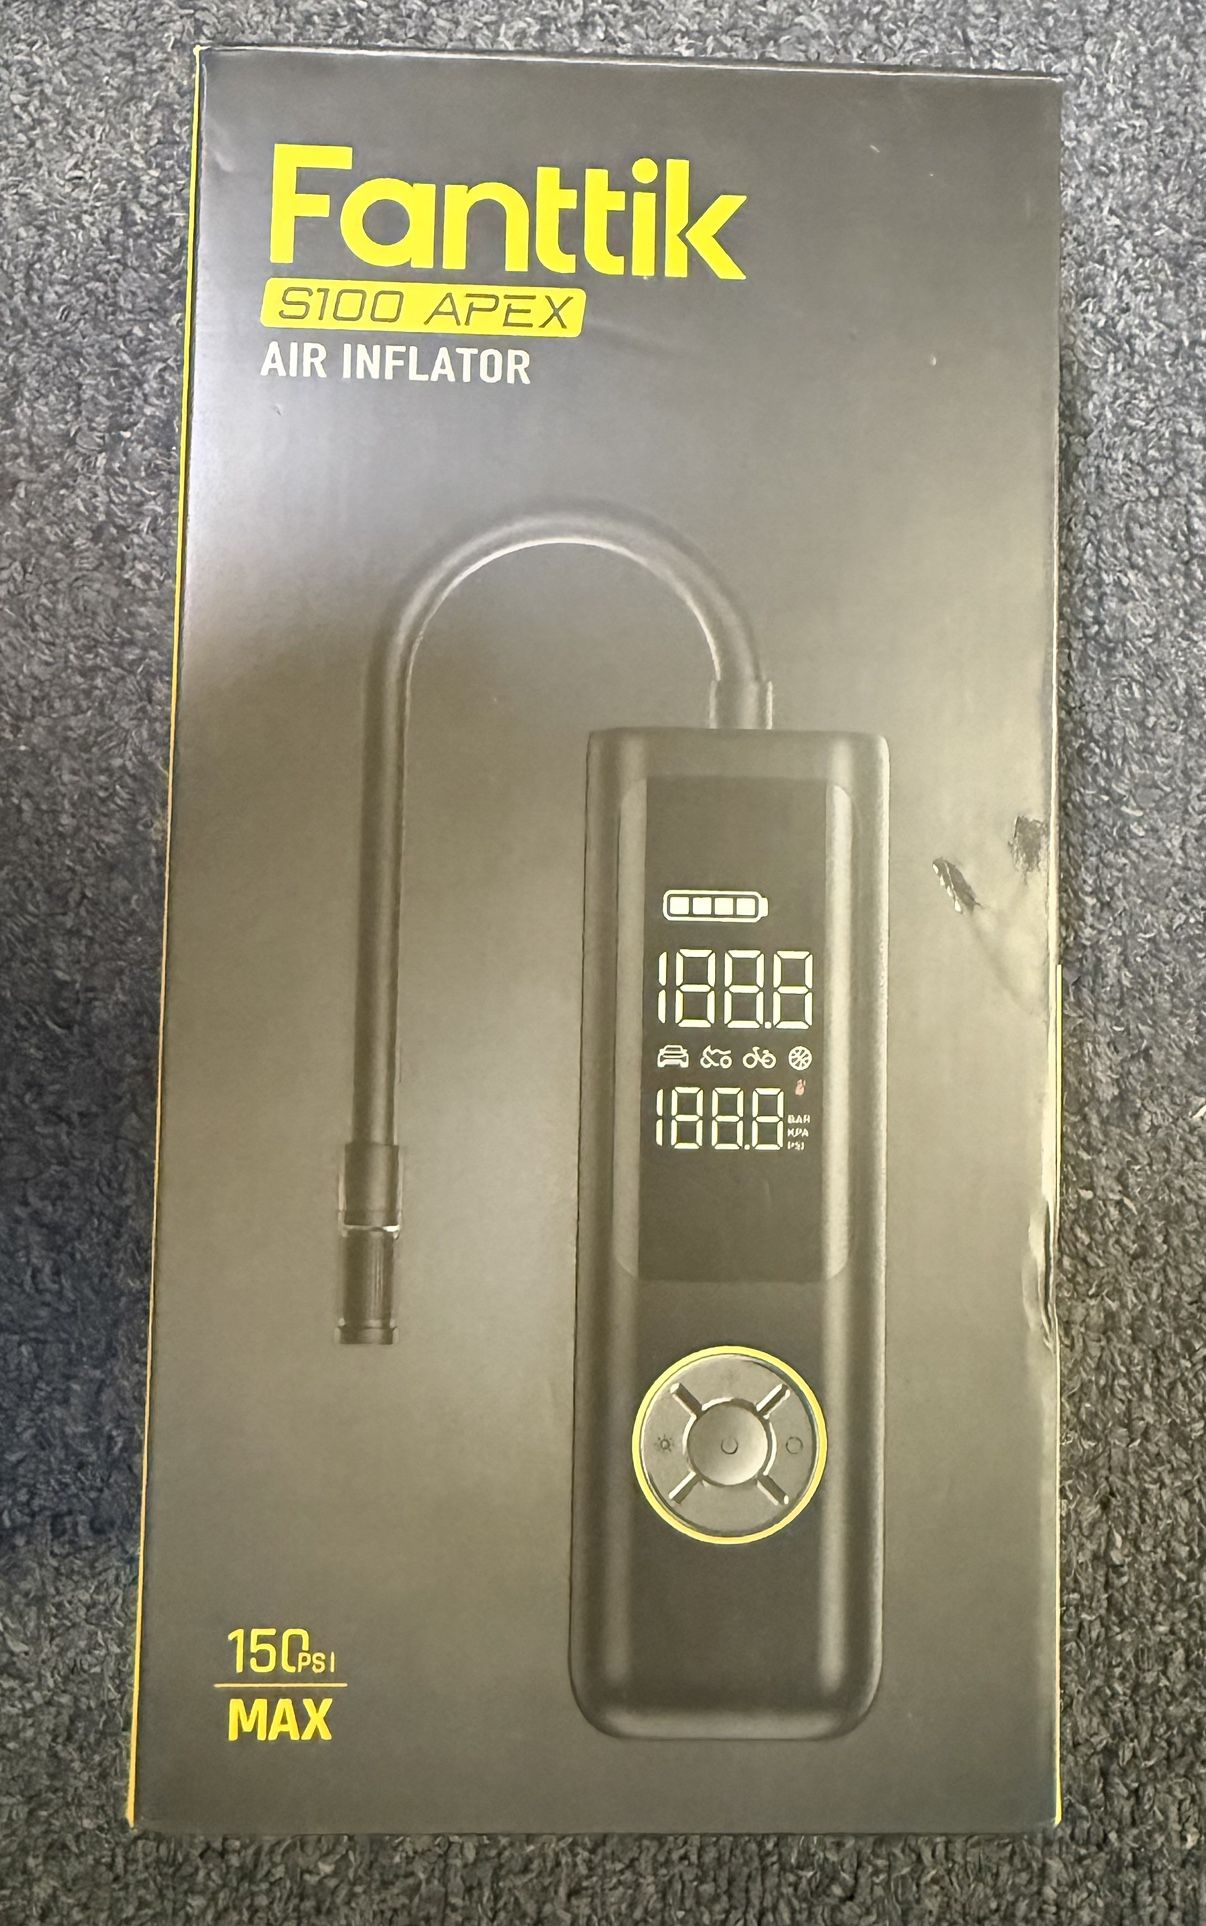 Fanttik
S100 APEX
AIR INFLATOR
188.8
188.8
BAR
KPA
PSI
150PSI
MAX